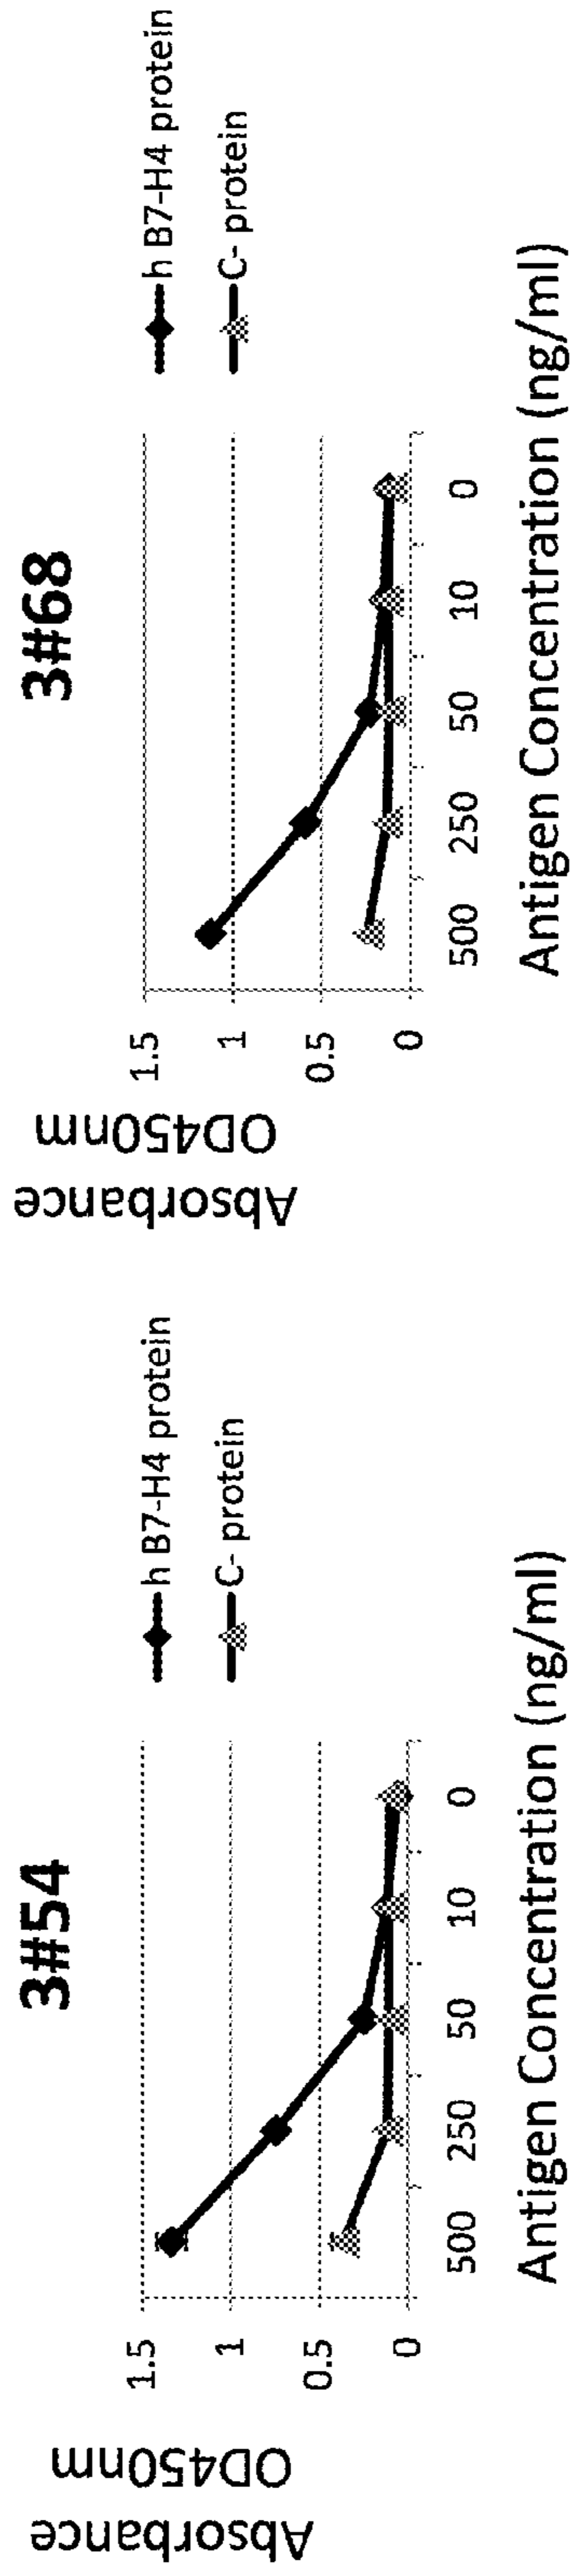 3#54
Absorbance
OD450nm
1.5
1
0.5
0
500 250 50 10 0
Antigen Concentration (ng/ml)
h B7-H4 protein
C- protein
3#68
Absorbance
OD450nm
1.5
1
0.5
0
500 250 50 10 0
Antigen Concentration (ng/ml)
h B7-H4 protein
C- protein